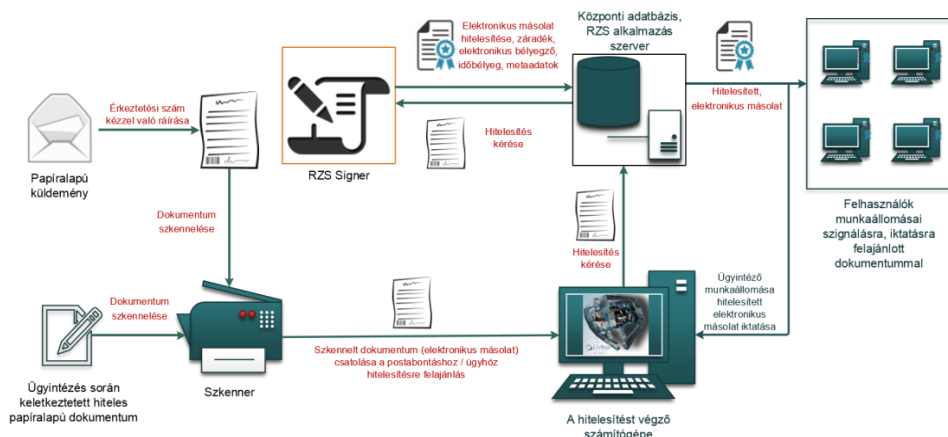 Elektronikus másolat
hitelesítése, záradék,
elektronikus bélyegző,
időbélyeg, metaadatok
Központi adatbázis,
RZS alkalmazás
szerver
Érkeztetési szám
kézzel való ráírása
Hitelesített,
elektronikus másolat
Hitelesítés
kérése
Papíralapú
küldemény
RZS Signer
Felhasználók
munkaállomásai
szignálásra, iktatásra
felajánlott
dokumentummal
Dokumentum
szkennelése
Hitelesítés
kérése
Ügyintéző
munkaállomása
hitelesített
elektronikus
másolat iktatása
Dokumentum
szkennelése
Szkennelt dokumentum (elektronikus másolat)
csatolása a postabontáshoz / ügyhöz
hitelesítésre felajánlás
Szkenner
Ügyintézés során
keletkeztetett hiteles
papíralapú dokumentum
A hitelesítést végző
számítógépe